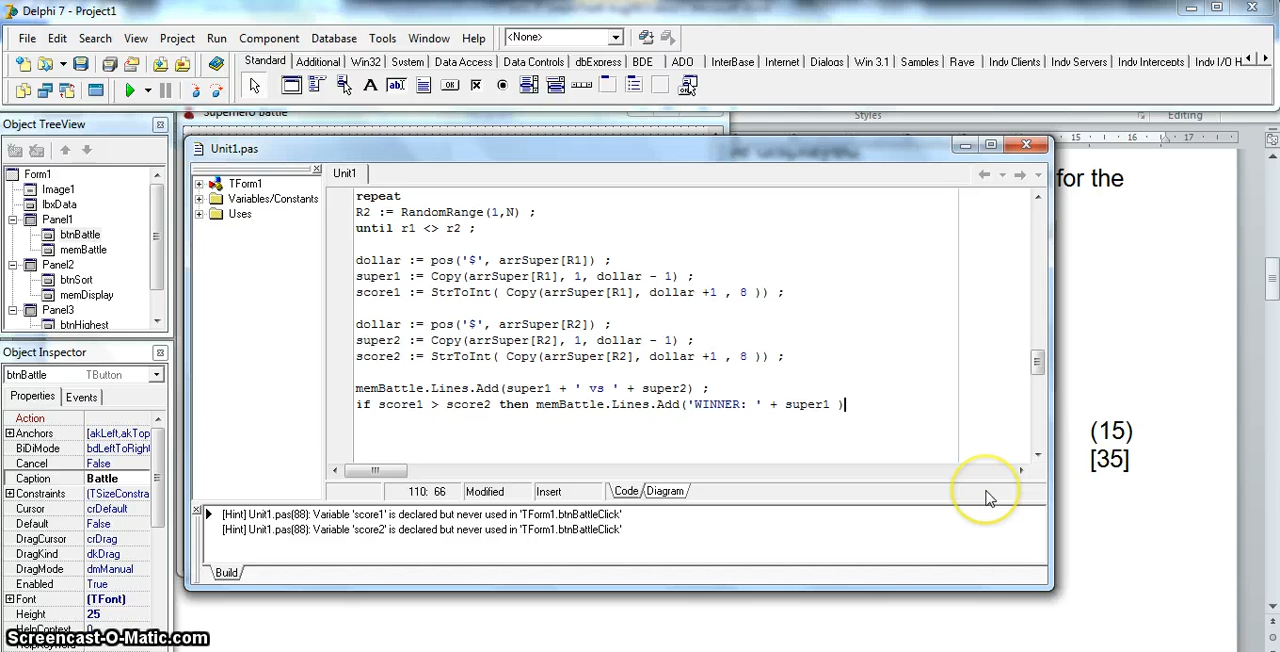 Delphi 7 - Project1
File Edit Search View Project Run Component Database Tools Window Help <None>
Standard Additional Win32 System Data Access Data Controls dbExpress BDE ADO InterBase Internet Dialogs Win 3.1 Samples Rave Indy Clients Indy Servers Indy Intercepts Indy I/O H
Styles Editing
Object TreeView
Superhero Battle
15 16 17
Unit1.pas
Form1
Image1
lbxData
Panel1
btnBattle
memBattle
Panel2
btnSort
memDisplay
Panel3
btnHighest
Unit1
TForm1
Variables/Constants
Uses
for the
repeat
R2 := RandomRange(1,N) ;
until r1 <> r2 ;
dollar := pos('$', arrSuper[R1]) ;
super1 := Copy(arrSuper[R1], 1, dollar - 1) ;
score1 := StrToInt( Copy(arrSuper[R1], dollar +1 , 8 )) ;
dollar := pos('$', arrSuper[R2]) ;
super2 := Copy(arrSuper[R2], 1, dollar - 1) ;
score2 := StrToInt( Copy(arrSuper[R2], dollar +1 , 8 )) ;
memBattle.Lines.Add(super1 + ' vs ' + super2) ;
if score1 > score2 then memBattle.Lines.Add('WINNER: ' + super1 )
(15)
[35]
Object Inspector
btnBattle TButton
Properties Events
Action
Anchors [akLeft,akTop
BiDiMode bdLeftToRigh
Cancel False
Caption Battle
Constraints (TSizeConstra
Cursor crDefault
Default False
DragCursor crDrag
DragKind dkDrag
DragMode dmManual
Enabled True
Font (TFont)
Height 25
HelpContext 0
110: 66 Modified Insert Code Diagram
[Hint] Unit1.pas(88): Variable 'score1' is declared but never used in 'TForm1.btnBattleClick'
[Hint] Unit1.pas(88): Variable 'score2' is declared but never used in 'TForm1.btnBattleClick'
Build
Screencast-O-Matic.com